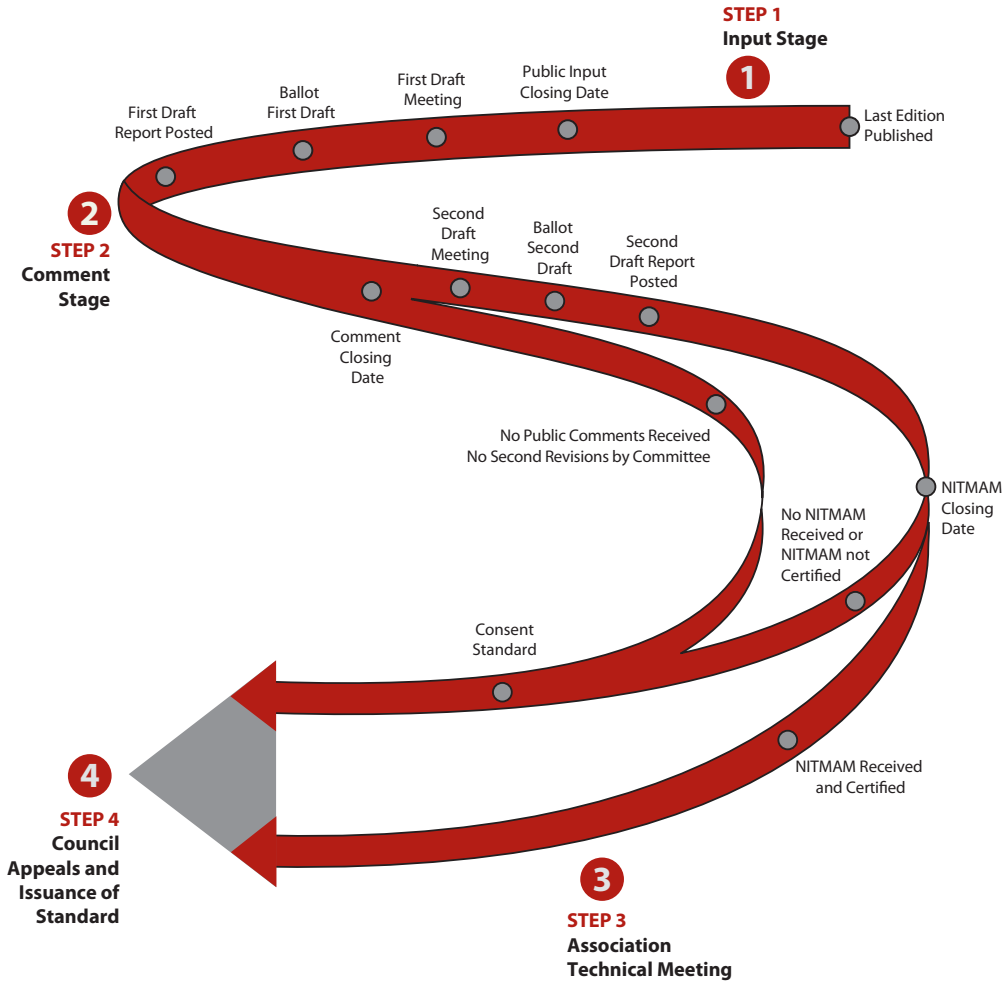 STEP 1
Input Stage
1
Last Edition
Published
Public Input
Closing Date
First Draft
Meeting
Ballot
First Draft
First Draft
Report Posted
2
STEP 2
Comment
Stage
Comment
Closing
Date
Second
Draft
Meeting
Ballot
Second
Draft
Second
Draft Report
Posted
No Public Comments Received
No Second Revisions by Committee
NITMAM
Closing
Date
No NITMAM
Received or
NITMAM not
Certified
Consent
Standard
NITMAM Received
and Certified
3
STEP 3
Association
Technical Meeting
4
STEP 4
Council
Appeals and
Issuance of
Standard